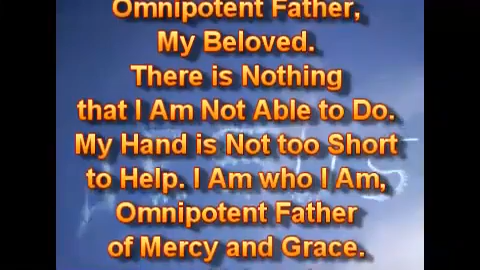 Omnipotent Father,
My Beloved.
There is Nothing
that I Am Not Able to Do.
My Hand is Not too Short
to Help. I Am who I Am,
Omnipotent Father
of Mercy and Grace.